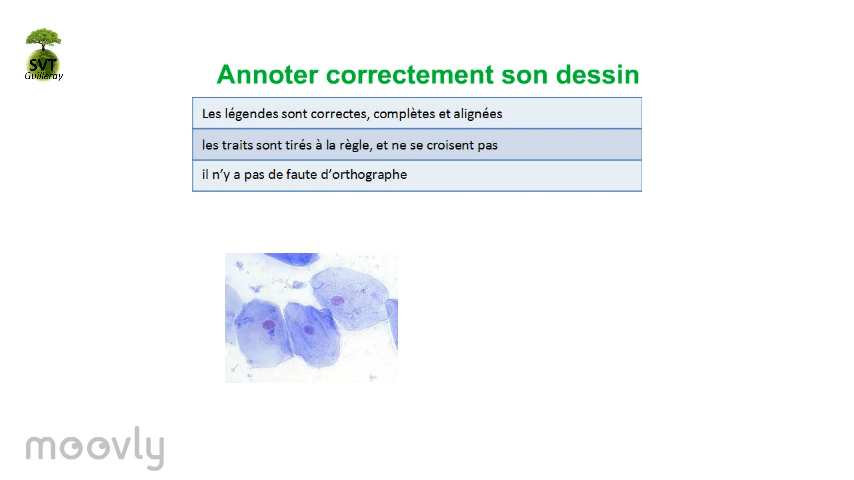 SVT
Guilleray
Annoter correctement son dessin
Les légendes sont correctes, complètes et alignées
les traits sont tirés à la règle, et ne se croisent pas
il n’y a pas de faute d’orthographe
moovly